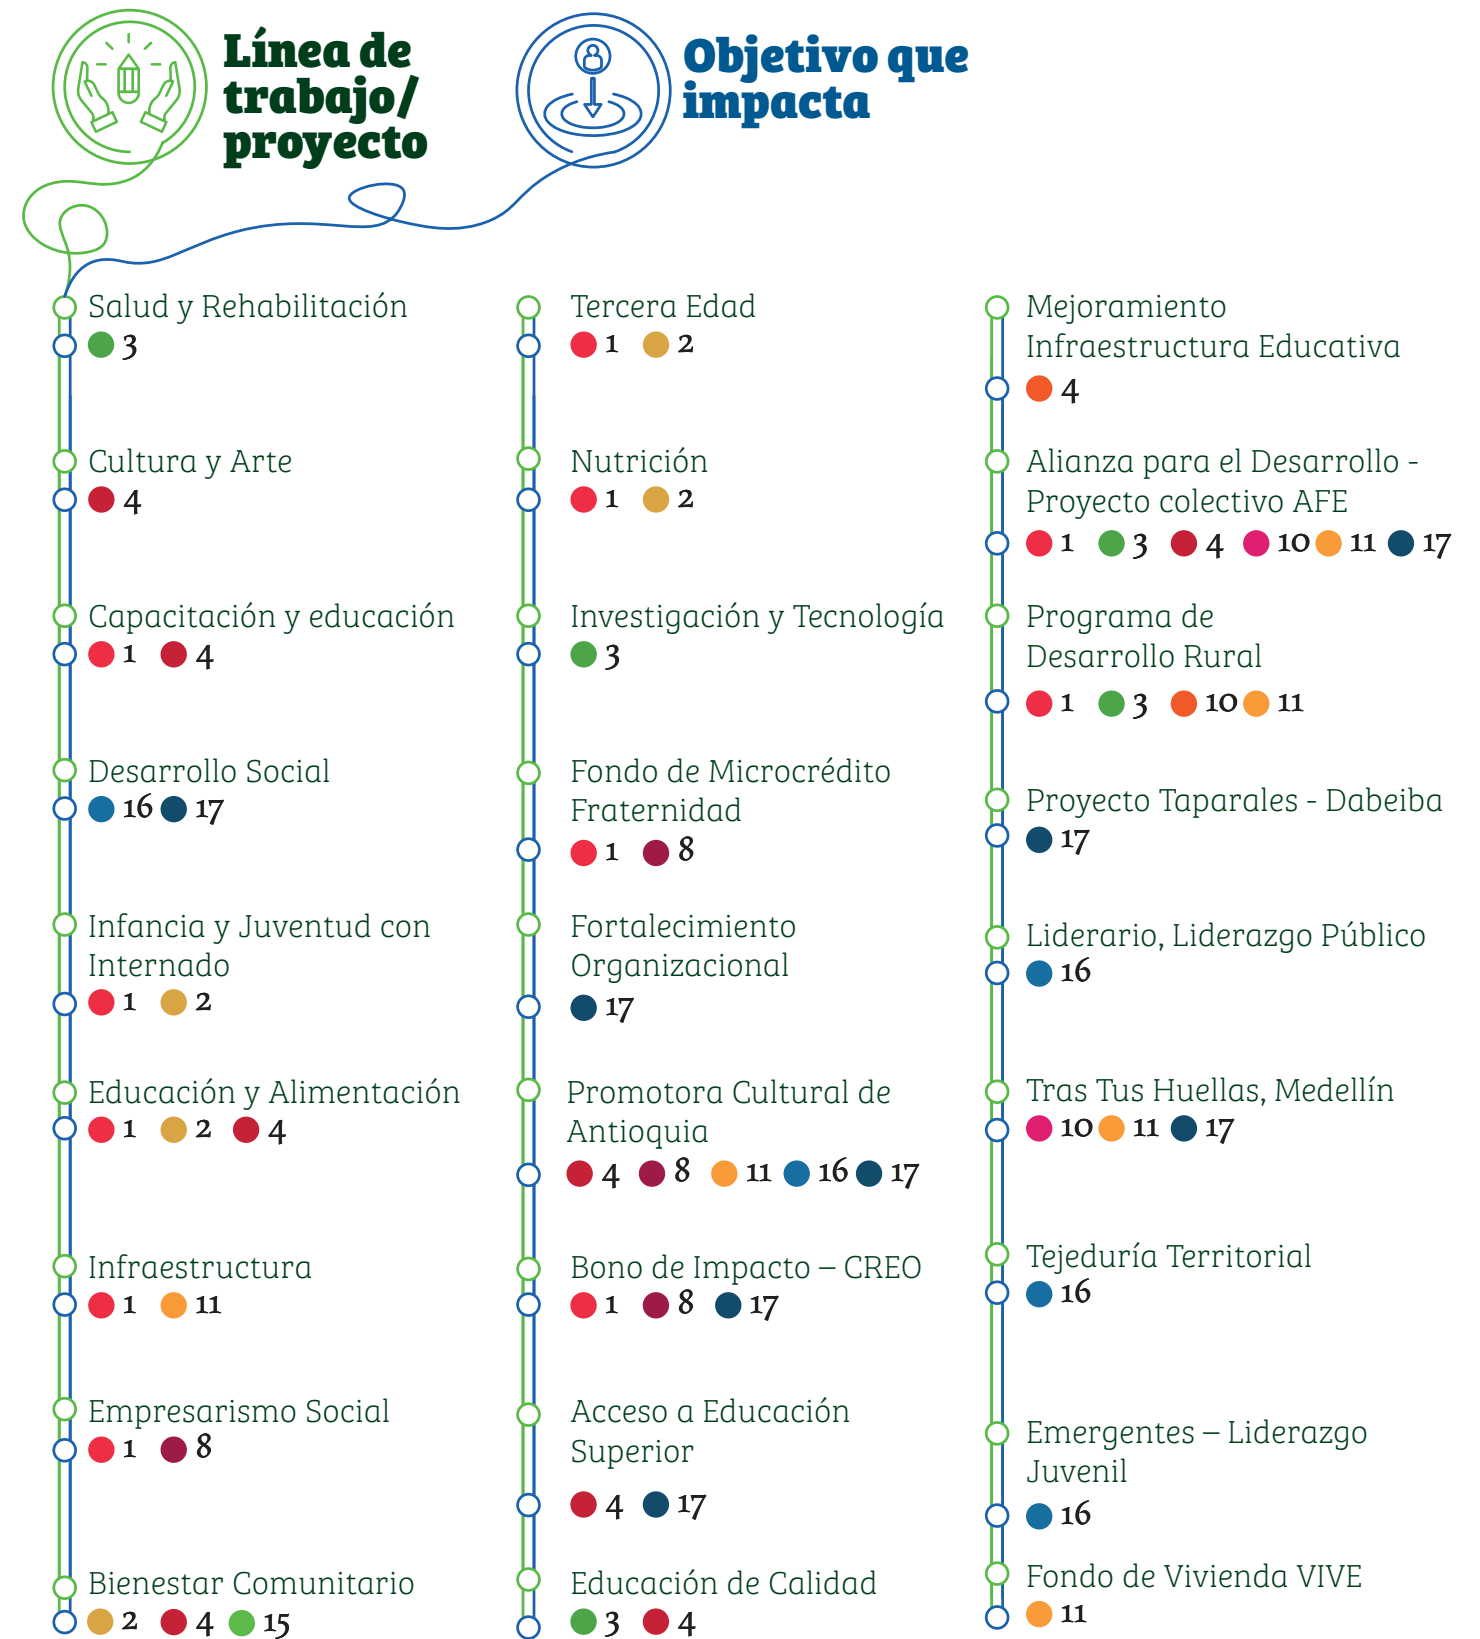 Línea de
trabajo/
proyecto
Objetivo que
impacta
Salud y Rehabilitación
3
Cultura y Arte
4
Capacitación y educación
1 4
Desarrollo Social
16 17
Infancia y Juventud con
Internado
1 2
Educación y Alimentación
1 2 4
Infraestructura
1 11
Empresarismo Social
1 8
Bienestar Comunitario
2 4 15
Tercera Edad
1 2
Nutrición
1 2
Investigación y Tecnología
3
Fondo de Microcrédito
Fraternidad
1 8
Fortalecimiento
Organizacional
17
Promotora Cultural de
Antioquia
4 8 11 16 17
Bono de Impacto – CREO
1 8 17
Acceso a Educación
Superior
4 17
Educación de Calidad
3 4
Mejoramiento
Infraestructura Educativa
4
Alianza para el Desarrollo -
Proyecto colectivo AFE
1 3 4 10 11 17
Programa de
Desarrollo Rural
1 3 10 11
Proyecto Taparales - Dabeiba
17
Liderario, Liderazgo Público
16
Tras Tus Huellas, Medellín
10 11 17
Tejeduría Territorial
16
Emergentes – Liderazgo
Juvenil
16
Fondo de Vivienda VIVE
11